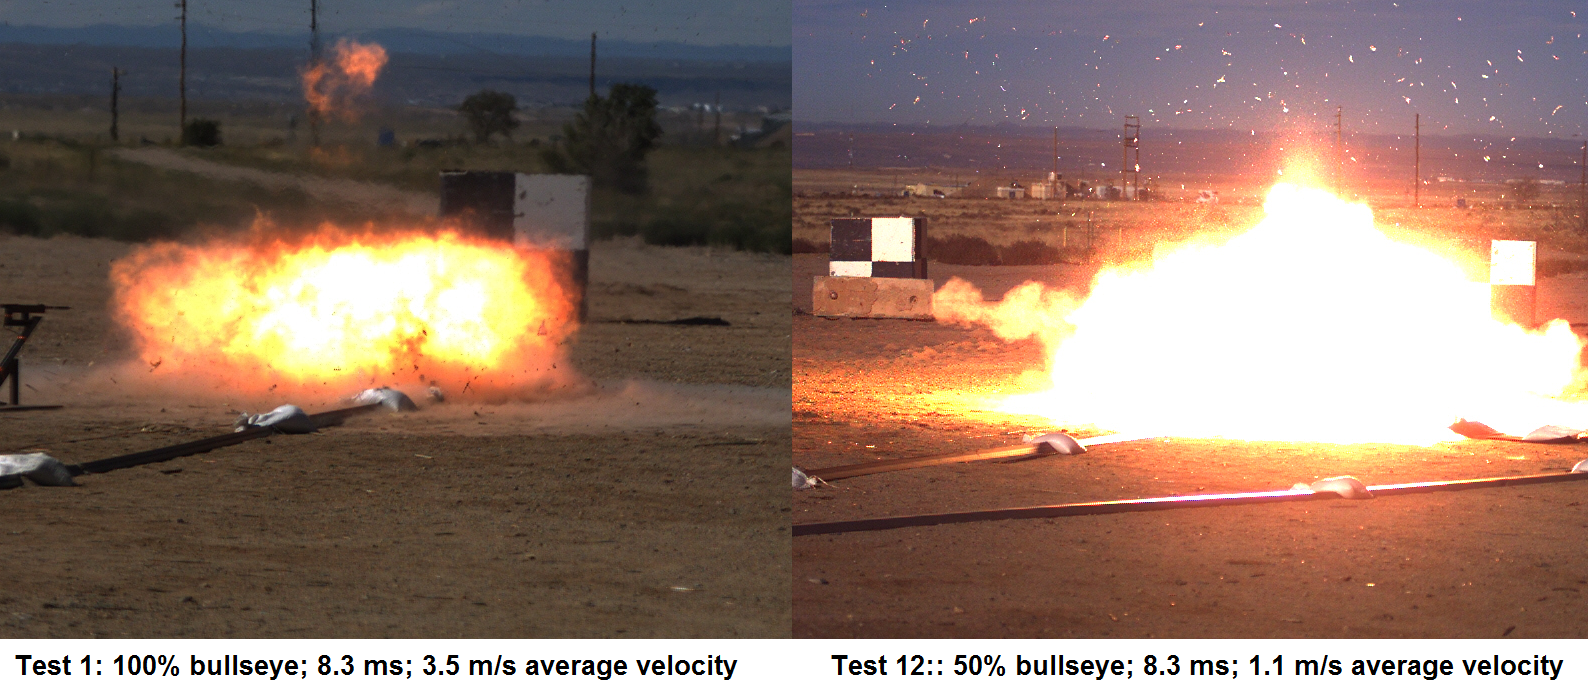 Test 1: 100% bullseye; 8.3 ms; 3.5 m/s average velocity
Test 12:: 50% bullseye; 8.3 ms; 1.1 m/s average velocity